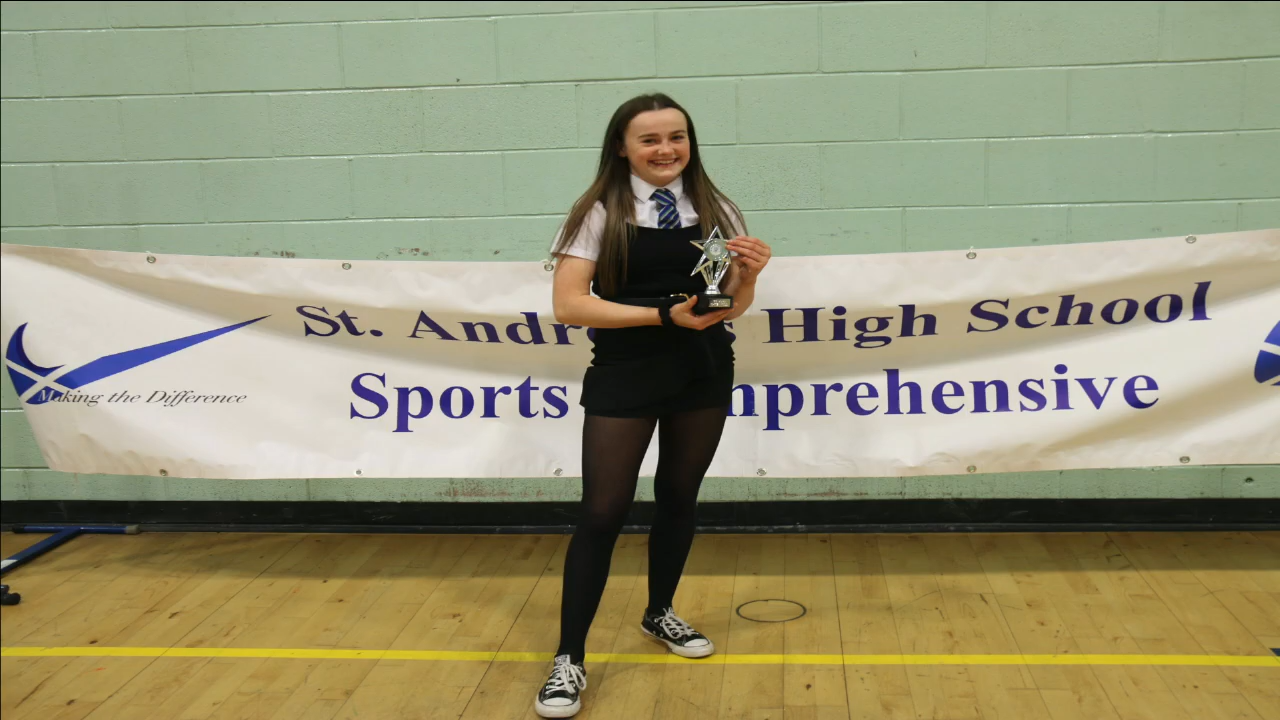 St. Andr s High School
Sports mprehensive
Making the Difference